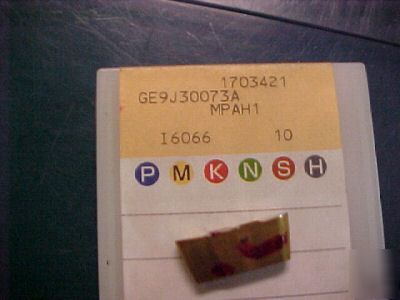 1703421
GE9J30073A
MPAH1
I6066 10
P M K N S H